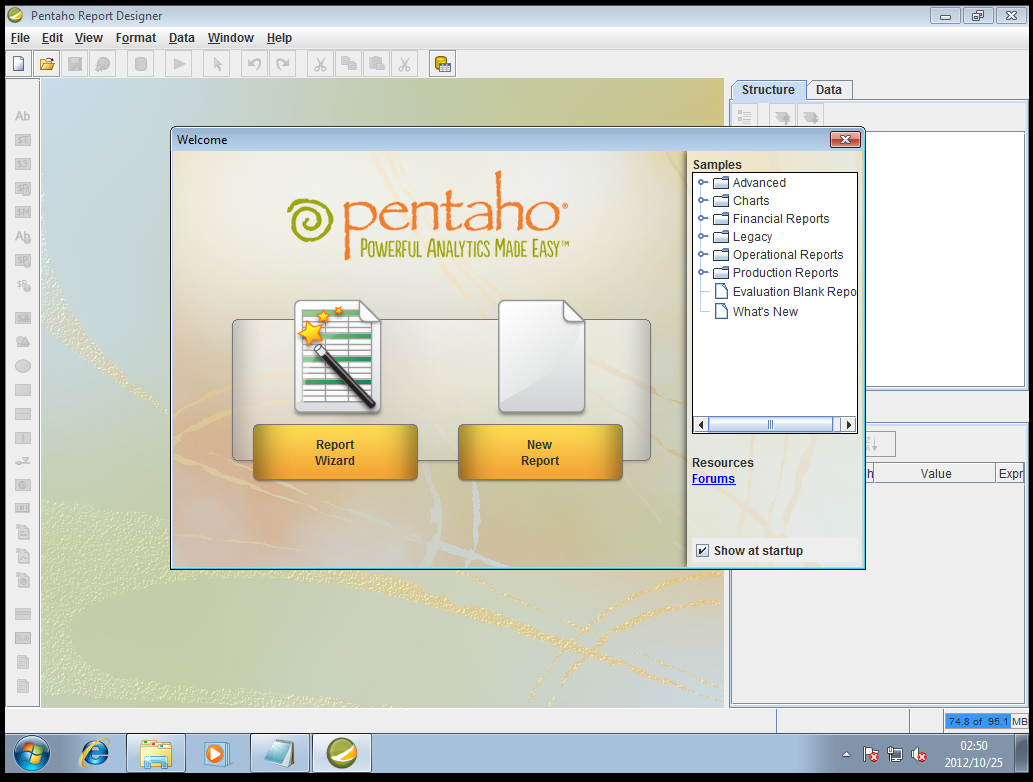 Pentaho Report Designer
File Edit View Format Data Window Help
Structure Data
Ab
Welcome
Samples
pentaho®
POWERFUL ANALYTICS MADE EASY™
Advanced
Charts
Financial Reports
Legacy
Operational Reports
Production Reports
Evaluation Blank Repo
What's New
Report
Wizard
New
Report
Resources
Forums
Value Expr
Show at startup
74.8 of 95.1 MB
02:50
2012/10/25